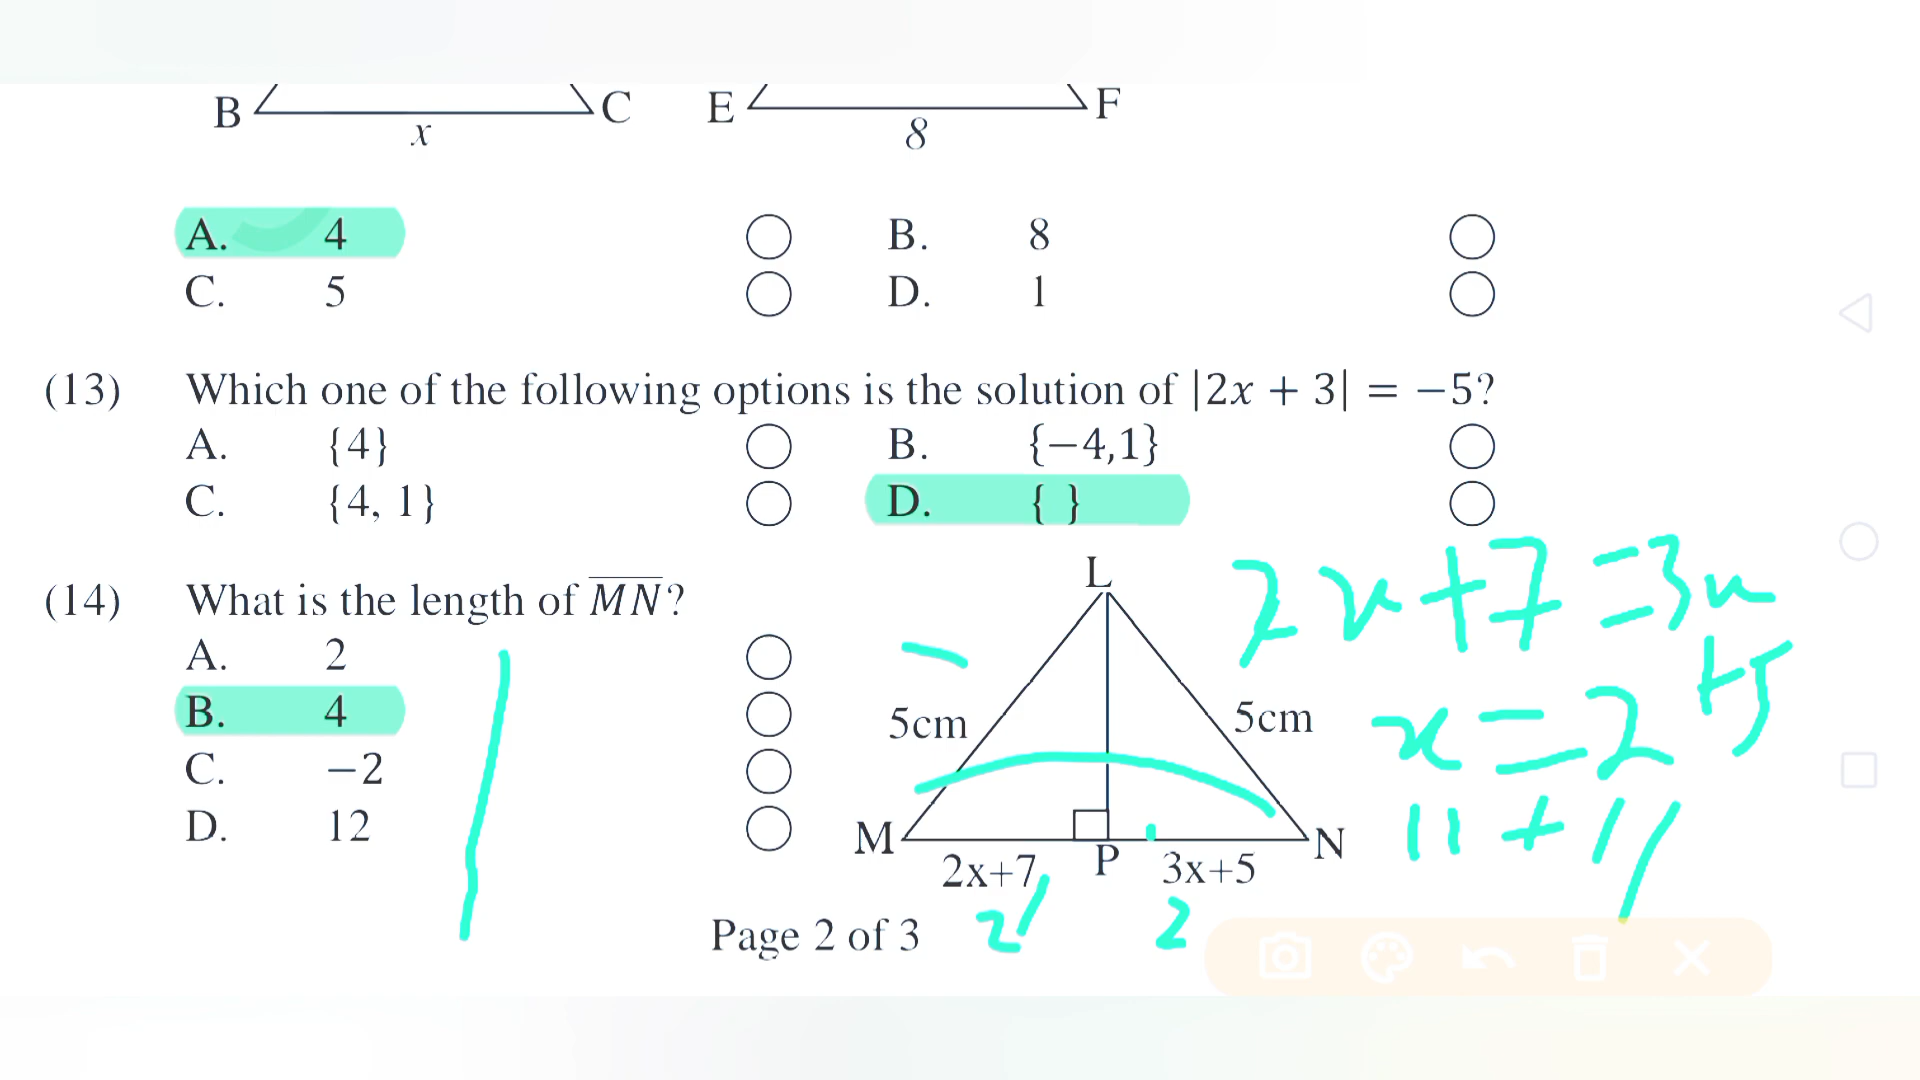 B C E F
x 8
A. 4 B. 8
C. 5 D. 1
(13) Which one of the following options is the solution of |2x + 3| = −5?
A. {4} B. {−4,1}
C. {4, 1} D. { }
(14) What is the length of MN?
A. 2
B. 4
C. −2
D. 12
L
5cm 5cm
M P N
2x+7 3x+5
2x+7=3x
+5
x=2
11+11
2 2
Page 2 of 3